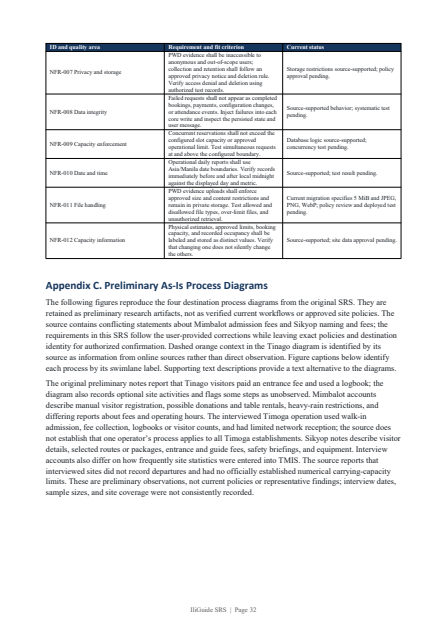 ID and quality area
Requirement and fit criterion
Current status
NFR-007 Privacy and storage
PWD evidence shall be inaccessible to
anonymous and out-of-scope users;
collection and retention shall follow an
approved privacy notice and deletion rule.
Verify access denial and deletion using
authorized test records.
Storage restrictions source-supported; policy
approval pending.
NFR-008 Data integrity
Failed requests shall not appear as completed
bookings, payments, configuration changes,
or attendance events. Inject failures into each
core write and inspect the persisted state and
user message.
Source-supported behavior; systematic test
pending.
NFR-009 Capacity enforcement
Concurrent reservations shall not exceed the
configured slot capacity or approved
operational limit. Test simultaneous requests
at and above the configured boundary.
Database logic source-supported;
concurrency test pending.
NFR-010 Date and time
Operational daily reports shall use
Asia/Manila date boundaries. Verify records
immediately before and after local midnight
against the displayed day and metric.
Source-supported; test result pending.
NFR-011 File handling
PWD evidence uploads shall enforce
approved size and content restrictions and
remain in private storage. Test allowed and
disallowed file types, over-limit files, and
unauthorized retrieval.
Current migration specifies 5 MiB and JPEG,
PNG, WebP; policy review and deployed test
pending.
NFR-012 Capacity information
Physical estimates, approved limits, booking
capacity, and recorded occupancy shall be
labeled and stored as distinct values. Verify
that changing one does not silently change
the others.
Source-supported; site data approval pending.
Appendix C. Preliminary As-Is Process Diagrams
The following figures reproduce the four destination process diagrams from the original SRS. They are
retained as preliminary research artifacts, not as verified current workflows or approved site policies. The
source contains conflicting statements about Mimbalot admission fees and Sikyop naming and fees; the
requirements in this SRS follow the user-provided corrections while leaving exact policies and destination
identity for authorized confirmation. Dashed orange context in the Tinago diagram is identified by its
source as information from online sources rather than direct observation. Figure captions below identify
each process by its swimlane label. Supporting text descriptions provide a text alternative to the diagrams.
The original preliminary notes report that Tinago visitors paid an entrance fee and used a logbook; the
diagram also records optional site activities and flags some steps as unobserved. Mimbalot accounts
describe manual visitor registration, possible donations and table rentals, heavy-rain restrictions, and
differing reports about fees and operating hours. The interviewed Timoga operation used walk-in
admission, fee collection, logbooks or visitor counts, and had limited network reception; the source does
not establish that one operator's process applies to all Timoga establishments. Sikyop notes describe visitor
details, selected routes or packages, entrance and guide fees, safety briefings, and equipment. Interview
accounts also differ on how frequently site statistics were entered into TMIS. The source reports that
interviewed sites did not record departures and had no officially established numerical carrying-capacity
limits. These are preliminary observations, not current policies or representative findings; interview dates,
sample sizes, and site coverage were not consistently recorded.
IliGuide SRS | Page 32